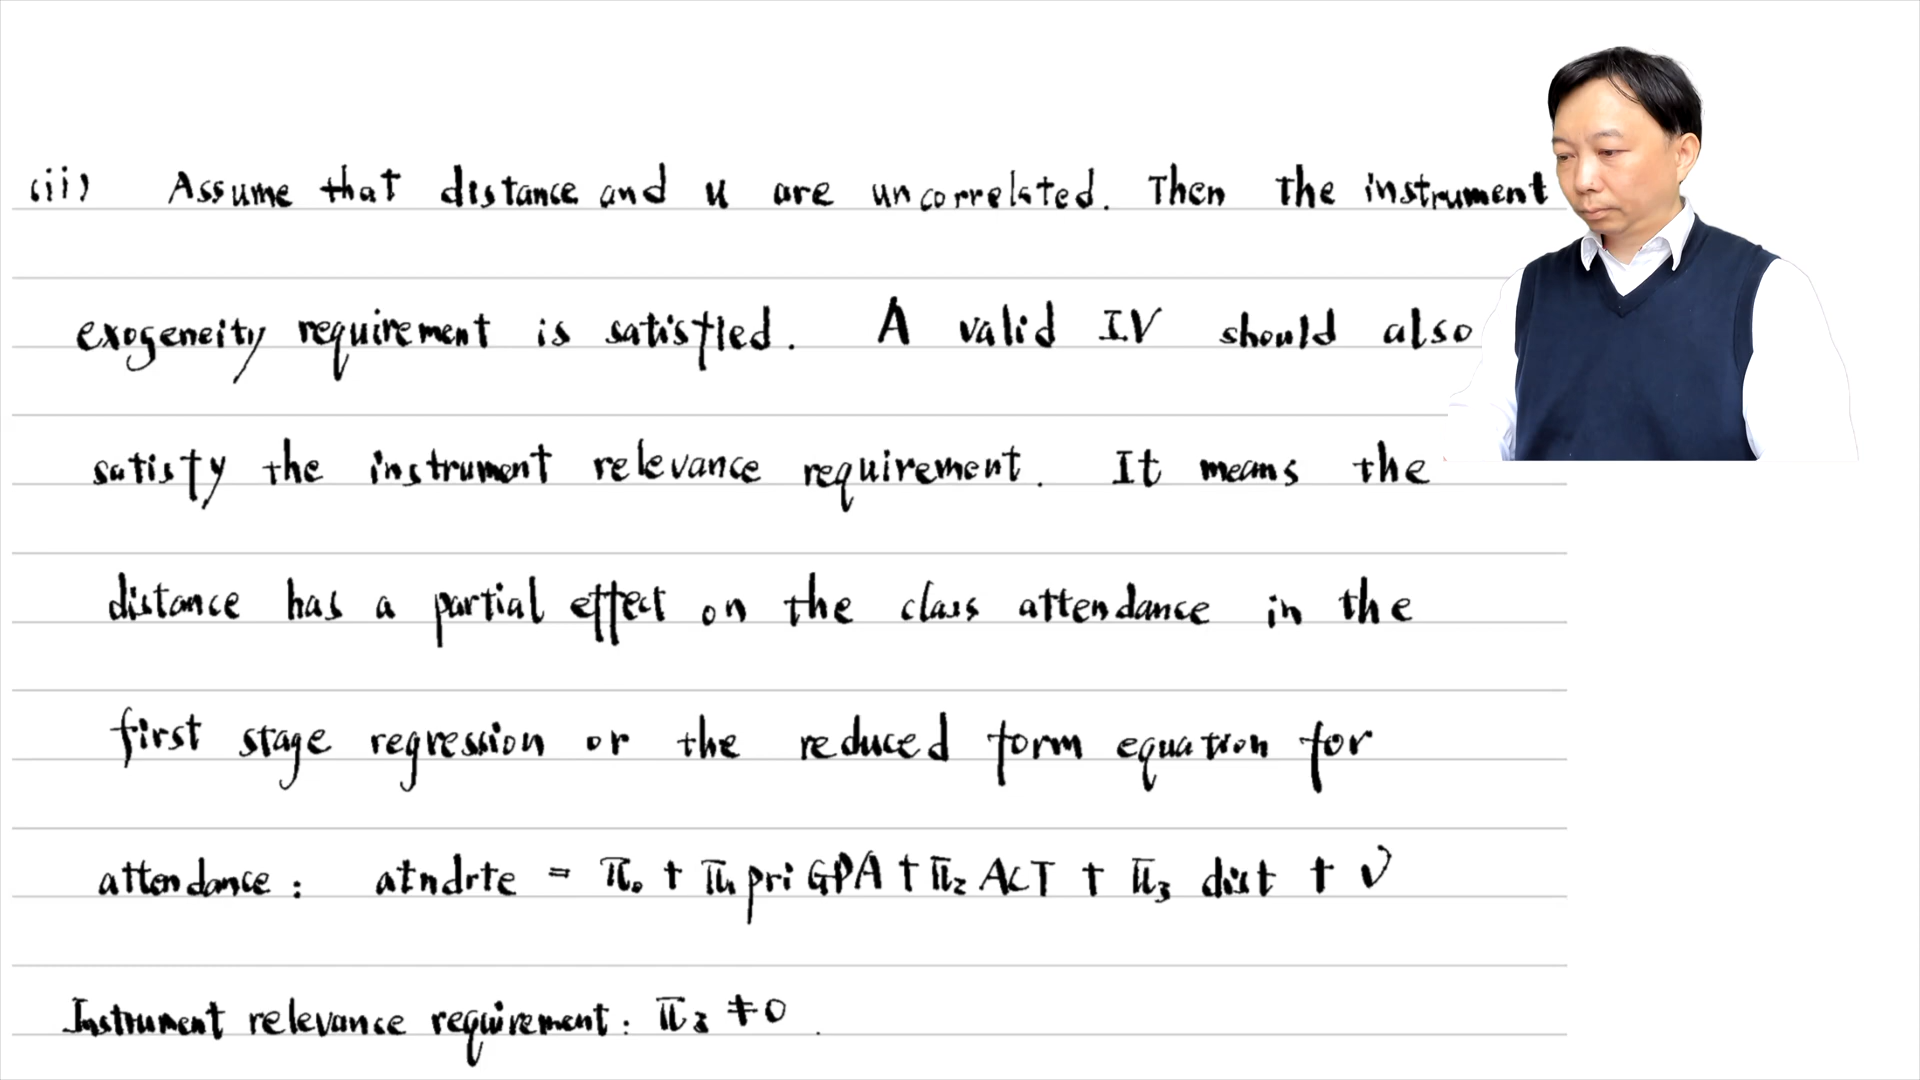 (ii) Assume that distance and u are uncorrelated. Then the instrument
exogeneity requirement is satisfied. A valid IV should also
satisfy the instrument relevance requirement. It means the
distance has a partial effect on the class attendance in the
first stage regression or the reduced form equation for
attendance: atndrte = π₀ + π₁ priGPA + π₂ ACT + π₃ dist + ν
Instrument relevance requirement: π₃ ≠ 0.